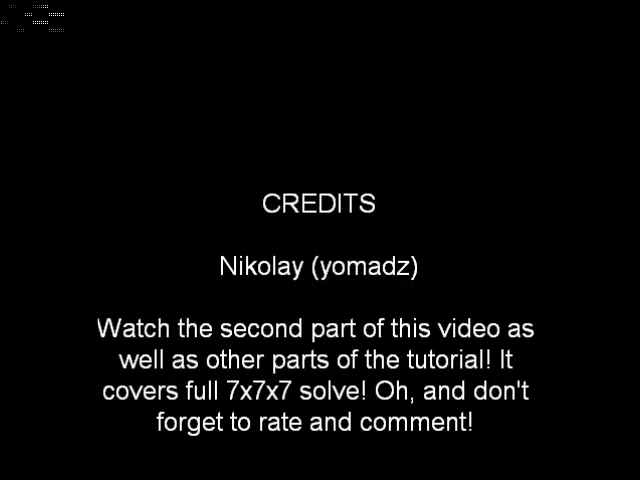 CREDITS
Nikolay (yomadz)
Watch the second part of this video as
well as other parts of the tutorial! It
covers full 7x7x7 solve! Oh, and don't
forget to rate and comment!